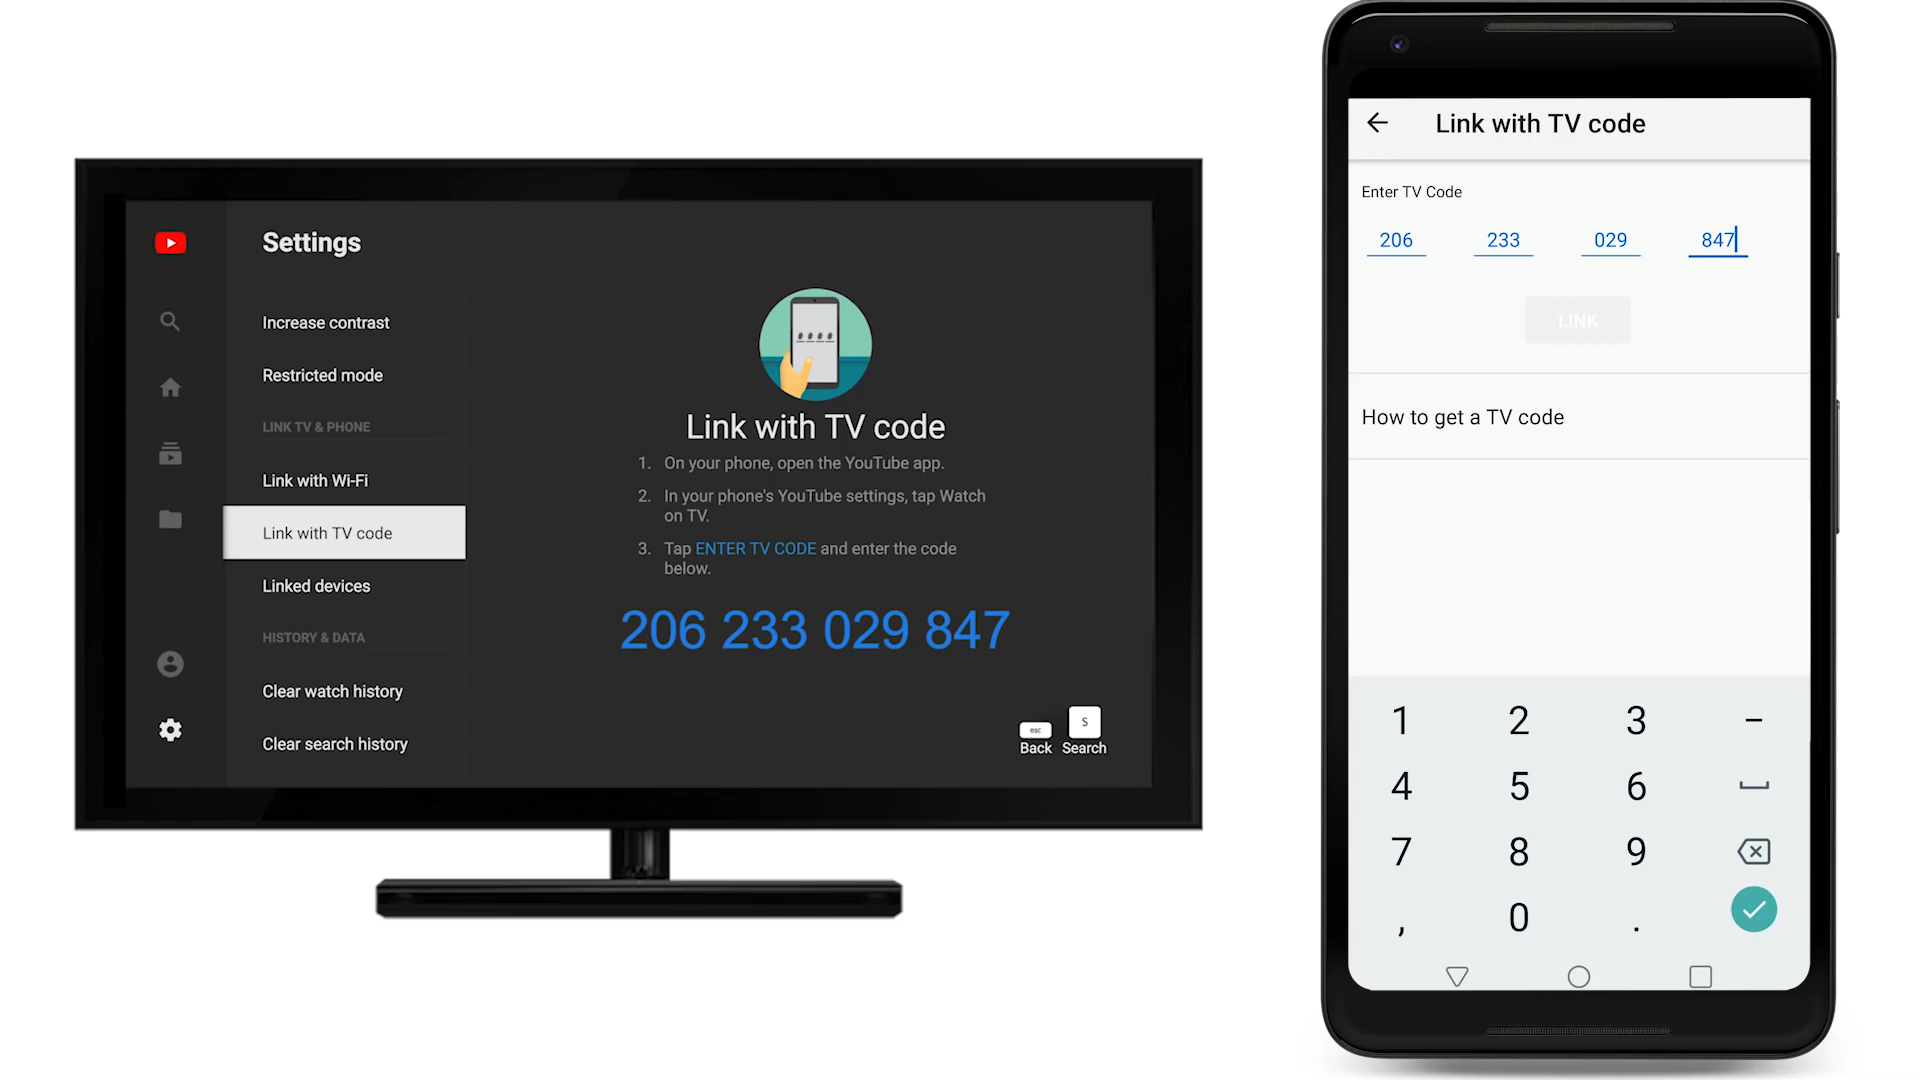 Settings
Increase contrast
Restricted mode
LINK TV & PHONE
Link with Wi-Fi
Link with TV code
Linked devices
HISTORY & DATA
Clear watch history
Clear search history
# # # #
Link with TV code
1. On your phone, open the YouTube app.
2. In your phone's YouTube settings, tap Watch
on TV.
3. Tap ENTER TV CODE and enter the code
below.
206 233 029 847
esc
Back
S
Search
Link with TV code
Enter TV Code
206 233 029 847
LINK
How to get a TV code
1 2 3 –
4 5 6
7 8 9
, 0 .